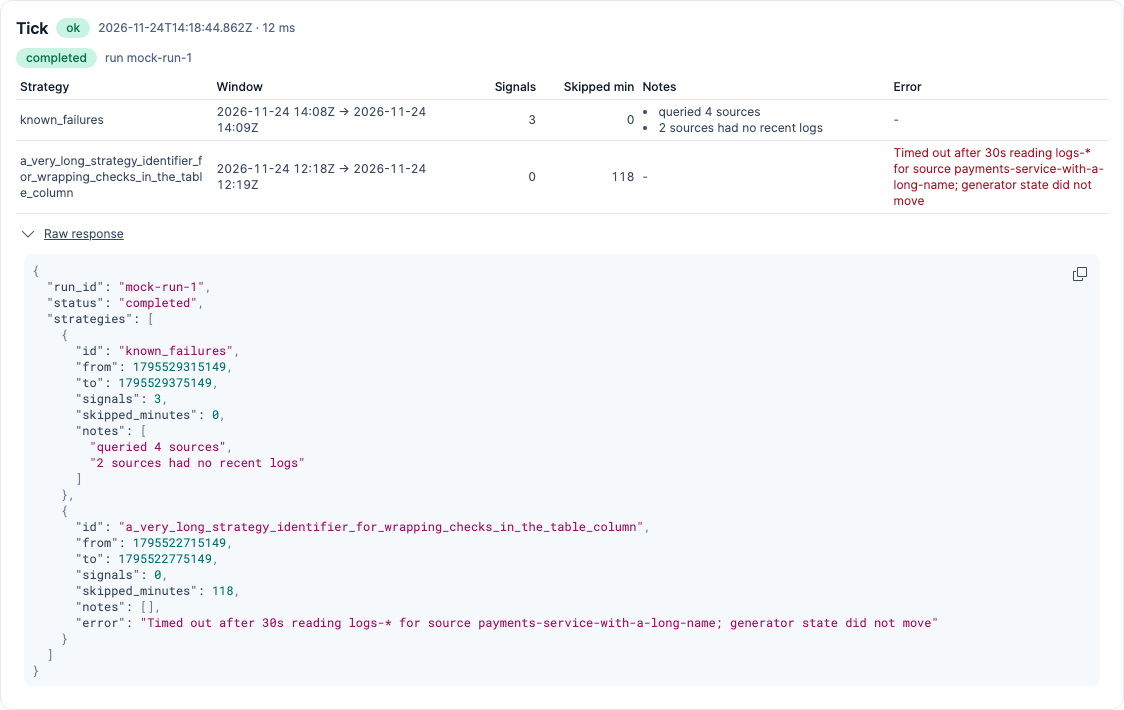 Tick ok 2026-11-24T14:18:44.862Z · 12 ms
completed run mock-run-1
Strategy Window Signals Skipped min Notes Error
known_failures 2026-11-24 14:08Z → 2026-11-24 14:09Z 3 0 • queried 4 sources • 2 sources had no recent logs -
a_very_long_strategy_identifier_f
or_wrapping_checks_in_the_tabl
e_column
2026-11-24 12:18Z → 2026-11-24
12:19Z
0 118 -
Timed out after 30s reading logs-*
for source payments-service-with-a-
long-name; generator state did not
move
Raw response
{
  "run_id": "mock-run-1",
  "status": "completed",
  "strategies": [
    {
      "id": "known_failures",
      "from": 1795529315149,
      "to": 1795529375149,
      "signals": 3,
      "skipped_minutes": 0,
      "notes": [
        "queried 4 sources",
        "2 sources had no recent logs"
      ]
    },
    {
      "id": "a_very_long_strategy_identifier_for_wrapping_checks_in_the_table_column",
      "from": 1795522715149,
      "to": 1795522775149,
      "signals": 0,
      "skipped_minutes": 118,
      "notes": [],
      "error": "Timed out after 30s reading logs-* for source payments-service-with-a-long-name; generator state did not move"
    }
  ]
}